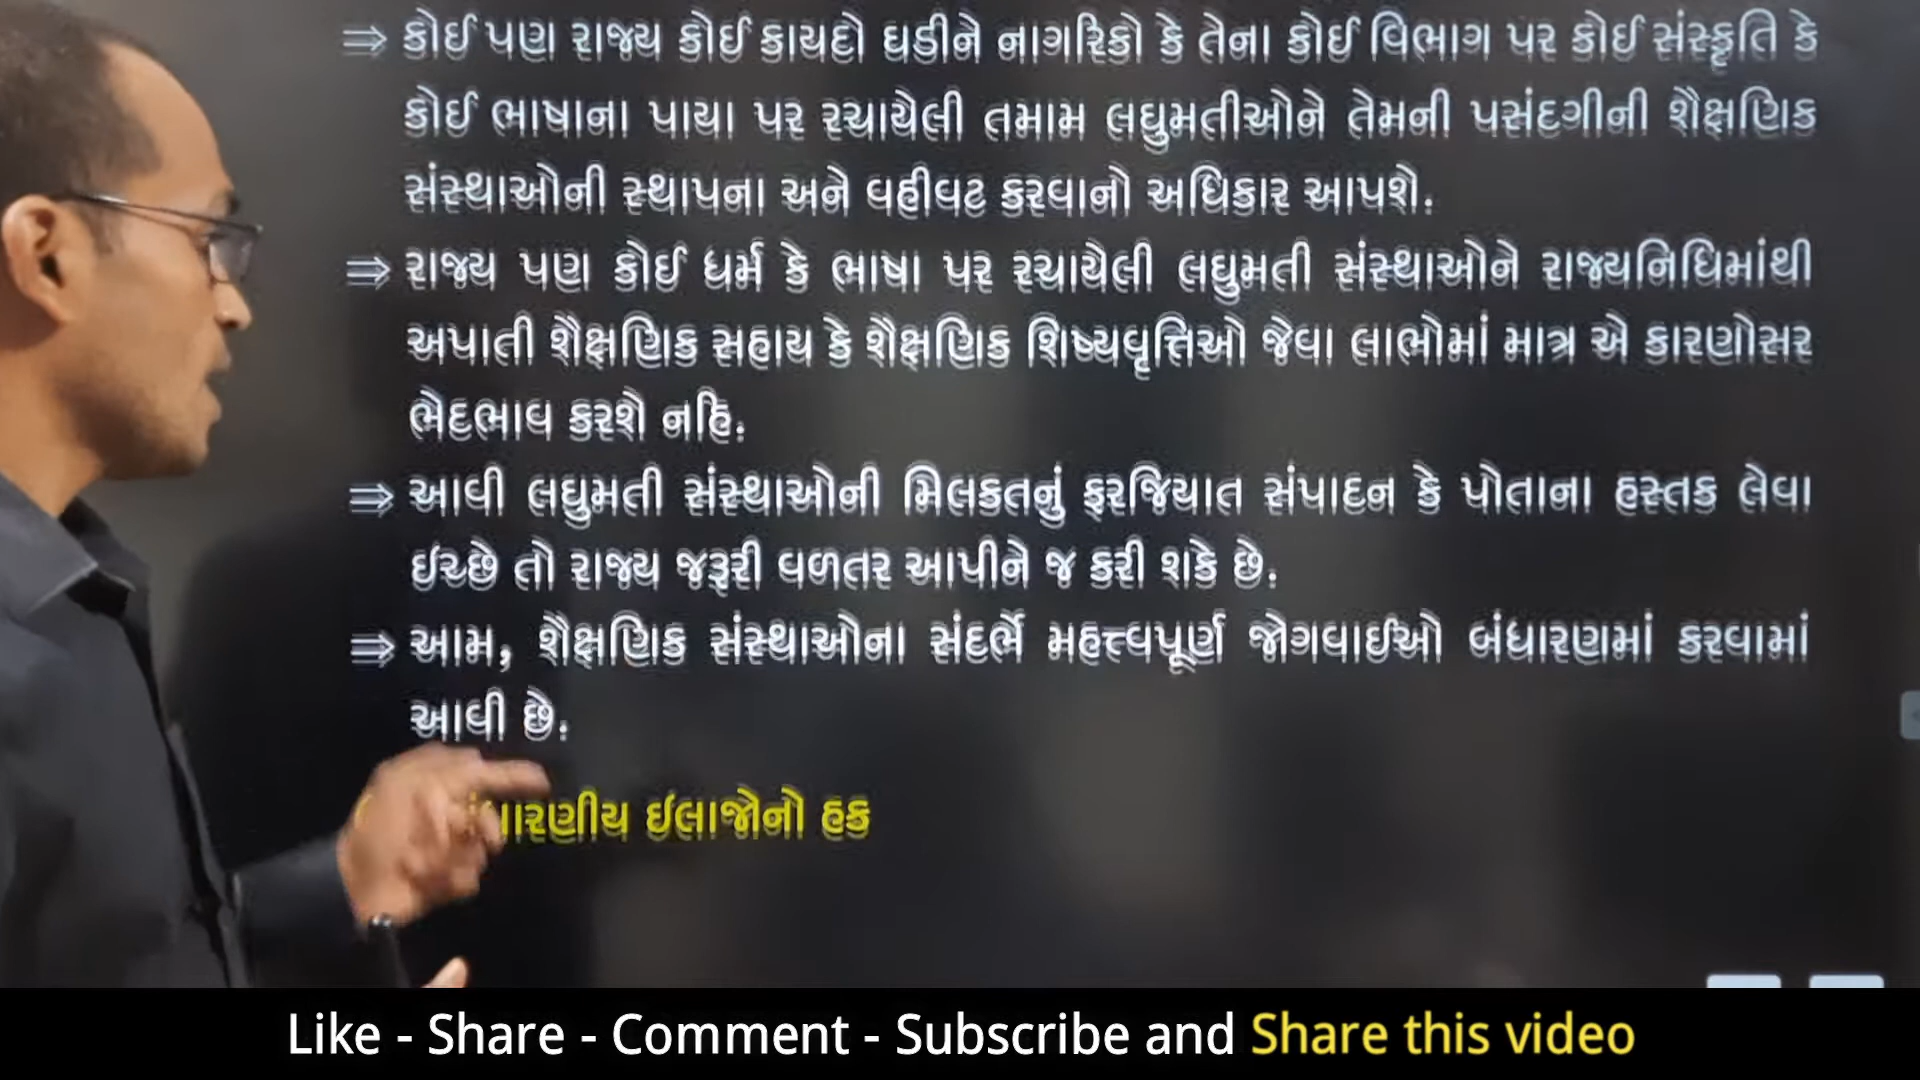 ⇒ કોઈ પણ રાજ્ય કોઈ કાયદો ઘડીને નાગરિકો કે તેના કોઈ વિભાગ પર કોઈ સંસ્કૃતિ કે
કોઈ ભાષાના પાયા પર રચાયેલી તમામ લઘુમતીઓને તેમની પસંદગીની શૈક્ષણિક
સંસ્થાઓની સ્થાપના અને વહીવટ કરવાનો અધિકાર આપશે.
⇒ રાજ્ય પણ કોઈ ધર્મ કે ભાષા પર રચાયેલી લઘુમતી સંસ્થાઓને રાજ્યનિધિમાંથી
અપાતી શૈક્ષણિક સહાય કે શૈક્ષણિક શિષ્યવૃત્તિઓ જેવા લાભોમાં માત્ર એ કારણોસર
ભેદભાવ કરશે નહિ.
⇒ આવી લઘુમતી સંસ્થાઓની મિલકતનું ફરજિયાત સંપાદન કે પોતાના હસ્તક લેવા
ઈચ્છે તો રાજ્ય જરૂરી વળતર આપીને જ કરી શકે છે.
⇒ આમ, શૈક્ષણિક સંસ્થાઓના સંદર્ભે મહત્ત્વપૂર્ણ જોગવાઈઓ બંધારણમાં કરવામાં
આવી છે.
ઈલાજોનો હક
Like - Share - Comment - Subscribe and Share this video